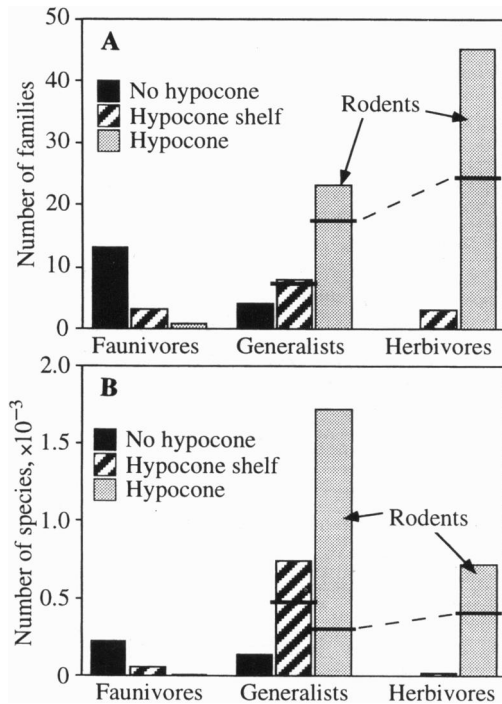 50
A
No hypocone
Hypocone shelf
Hypocone
Rodents
40
30
20
10
0
Number of families
Faunivores Generalists Herbivores
2.0
B
No hypocone
Hypocone shelf
Hypocone
Rodents
1.5
1.0
0.5
0
Number of species, ×10⁻³
Faunivores Generalists Herbivores